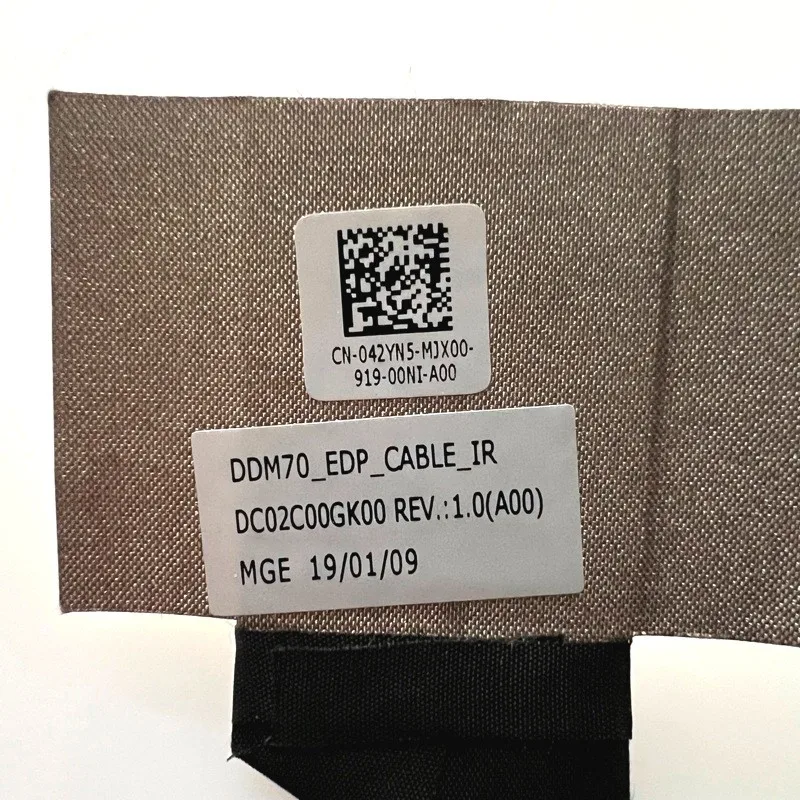 CN-042YN5-MJX00-
919-00NI-A00
DDM70_EDP_CABLE_IR
DC02C00GK00 REV.:1.0(A00)
MGE 19/01/09